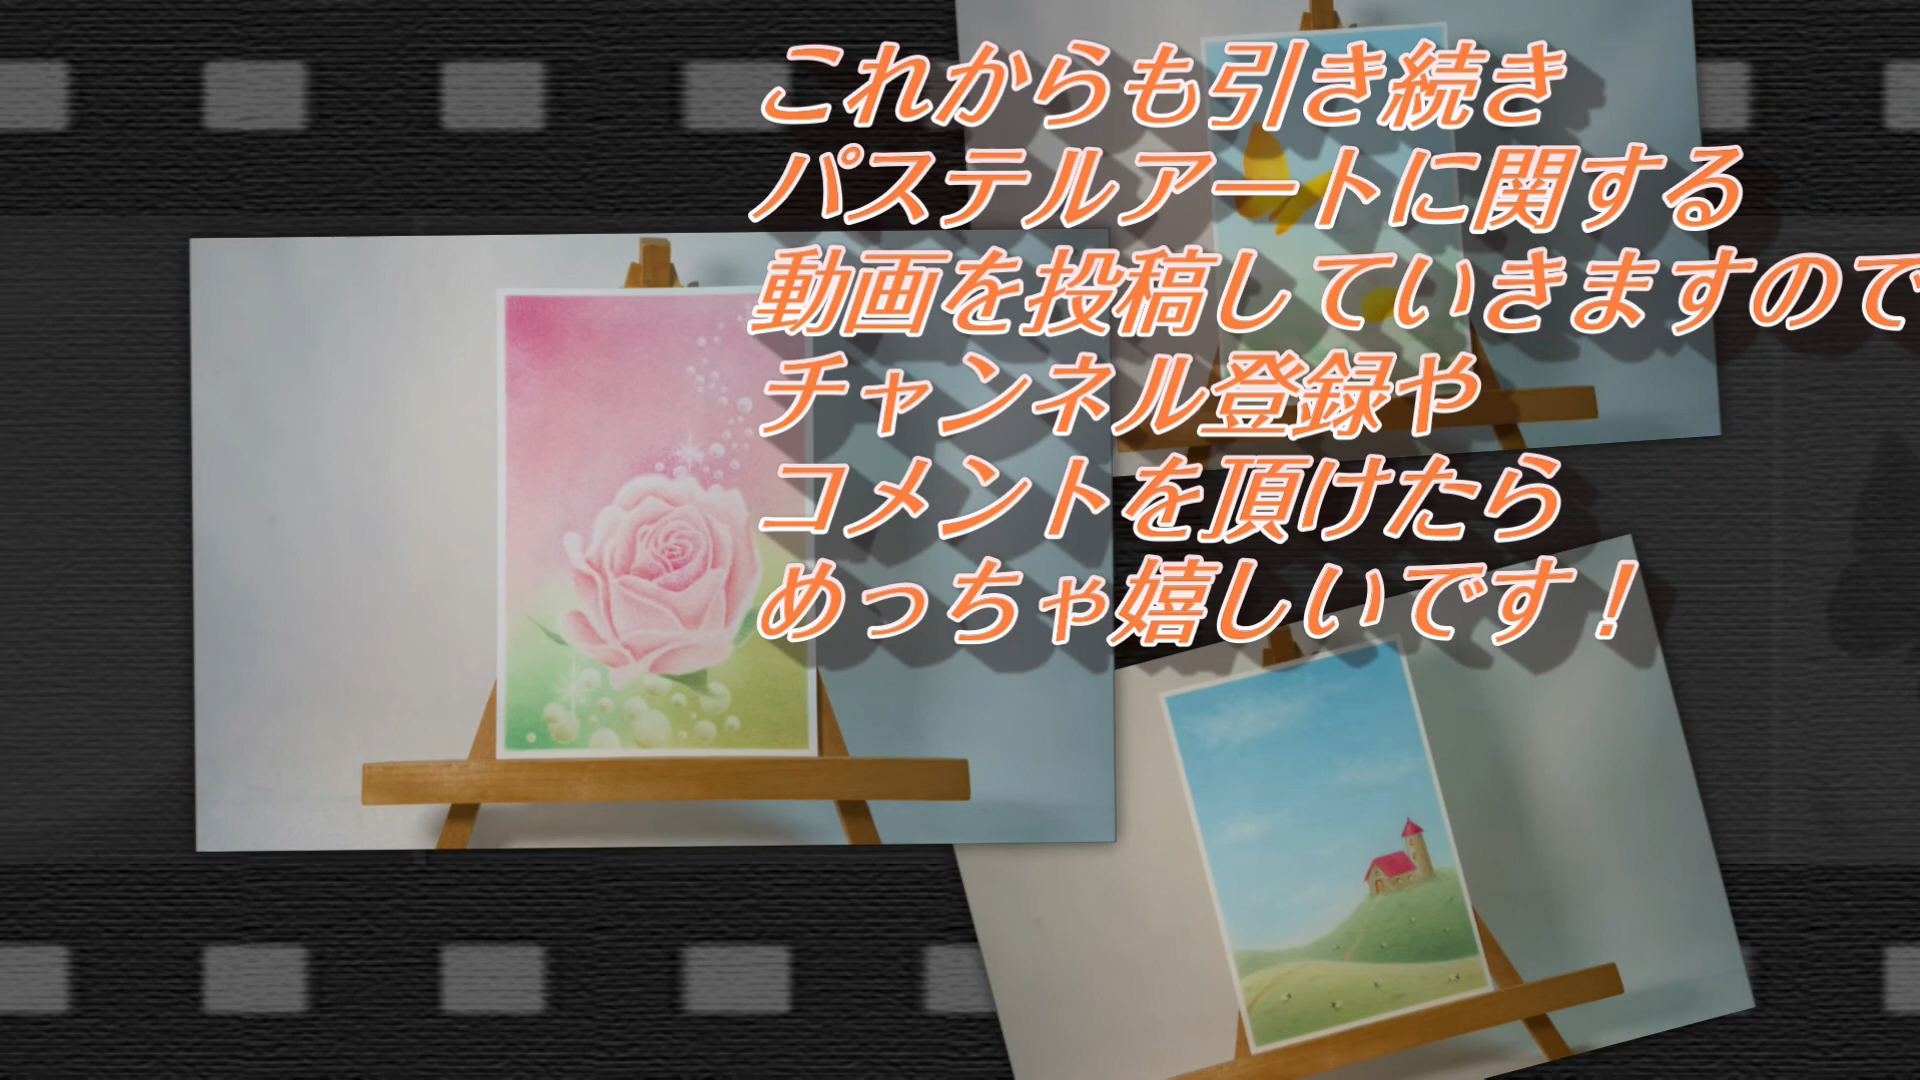 これからも引き続き
パステルアートに関する
動画を投稿していきますので
チャンネル登録や
コメントを頂けたら
めっちゃ嬉しいです！